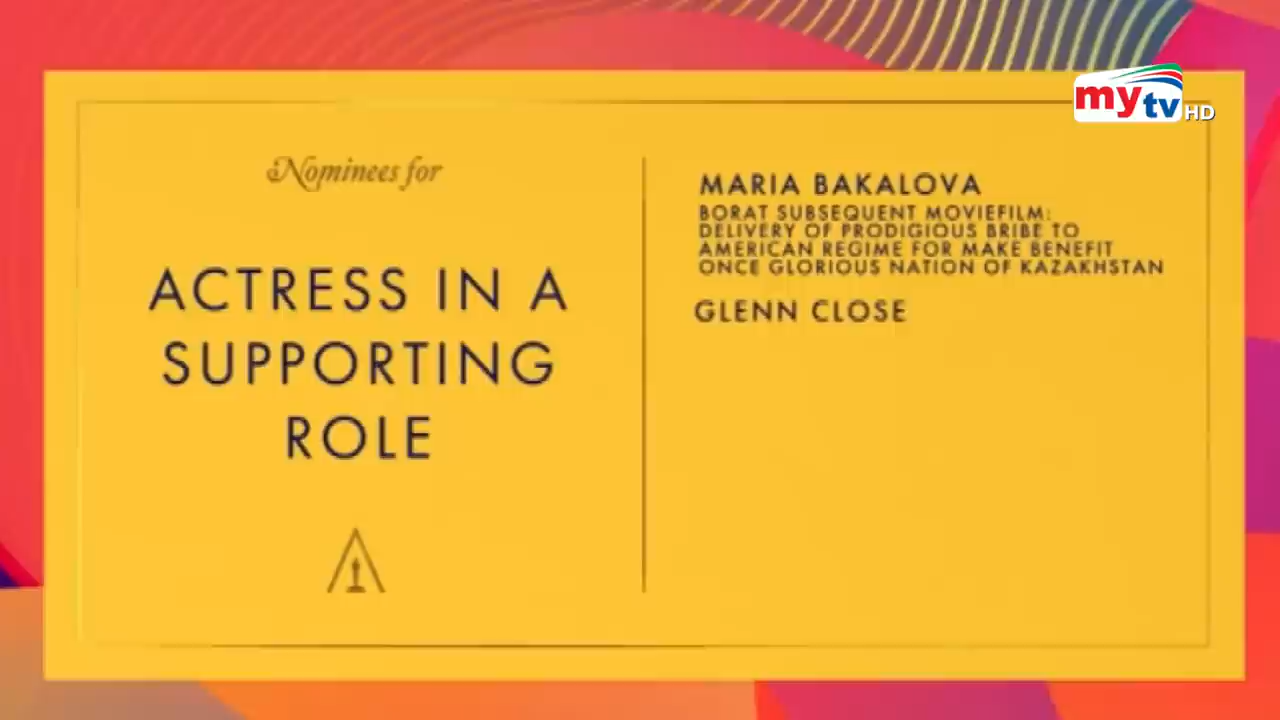 mytv HD
Nominees for
ACTRESS IN A
SUPPORTING
ROLE
MARIA BAKALOVA
BORAT SUBSEQUENT MOVIEFILM:
DELIVERY OF PRODIGIOUS BRIBE TO
AMERICAN REGIME FOR MAKE BENEFIT
ONCE GLORIOUS NATION OF KAZAKHSTAN
GLENN CLOSE